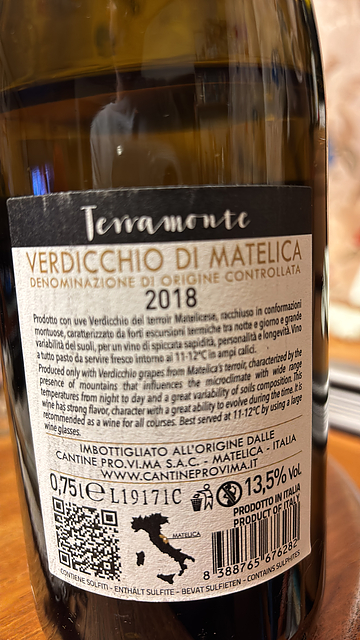 Terramonte
VERDICCHIO DI MATELICA
DENOMINAZIONE DI ORIGINE CONTROLLATA
2018
Prodotto con uve Verdicchio del terroir Matelicese, racchiuso in conformazioni
montuose, caratterizzato da forti escursioni termiche tra notte e giorno e grande
variabilità dei suoli, per un vino di spiccata sapidità, personalità e longevità. Vino
a tutto pasto da servire fresco intorno ai 11-12°C in ampi calici.
Produced only with Verdicchio grapes from Matelica's terroir, characterized by the
presence of mountains that influences the microclimate with wide range
temperatures from night to day and a great variability of soils composition. This
wine has strong flavor, character with a great ability to evolve during the time. It is
recommended as a wine for all courses. Best served at 11-12°C by using a large
wine glasses.
IMBOTTIGLIATO ALL'ORIGINE DALLE
CANTINE PRO.VI.MA S.A.C. - MATELICA - ITALIA
WWW.CANTINEPROVIMA.IT
0,75l e L19171C 13,5% Vol.
PRODOTTO IN ITALIA
PRODUCT OF ITALY
MATELICA
8 388765 676282
CONTIENE SOLFITI - ENTHÄLT SULFITE - BEVAT SULFIETEN - CONTAINS SULPHITES